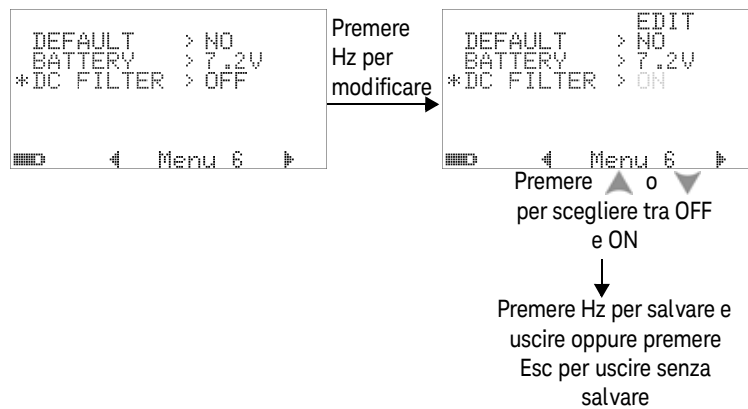 DEFAULT > NO
BATTERY > 7.2V
*DC FILTER > OFF
Menu 6
Premere
Hz per
modificare
EDIT
DEFAULT > NO
BATTERY > 7.2V
*DC FILTER > ON
Menu 6
Premere o
per scegliere tra OFF
e ON
Premere Hz per salvare e
uscire oppure premere
Esc per uscire senza
salvare